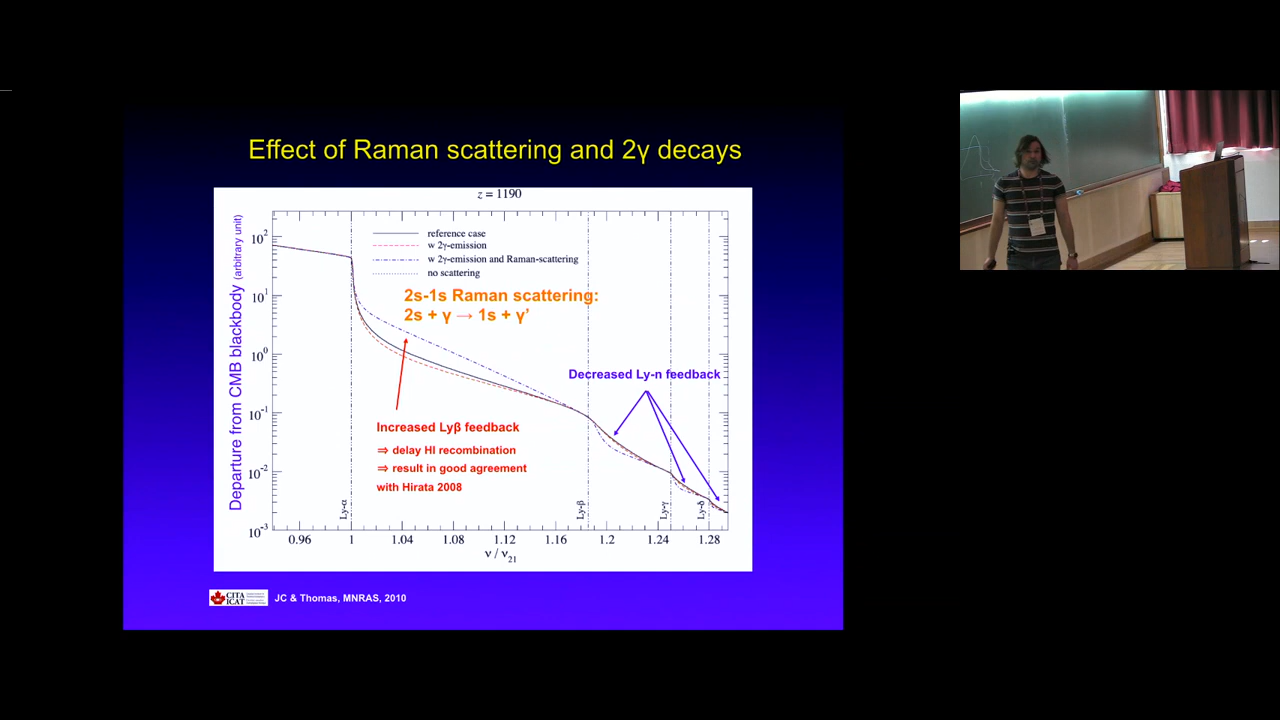 Effect of Raman scattering and 2γ decays
z = 1190
reference case
w 2γ-emission
w 2γ-emission and Raman-scattering
no scattering
2s-1s Raman scattering:
2s + γ → 1s + γ’
Decreased Ly-n feedback
Increased Lyβ feedback
⇒ delay HI recombination
⇒ result in good agreement
with Hirata 2008
Departure from CMB blackbody (arbitrary unit)
10²
10¹
10⁰
10⁻¹
10⁻²
10⁻³
Ly-α
Ly-β
Ly-γ
Ly-δ
0.96 1 1.04 1.08 1.12 1.16 1.2 1.24 1.28
ν / ν₂₁
CITA
ICAT
JC & Thomas, MNRAS, 2010